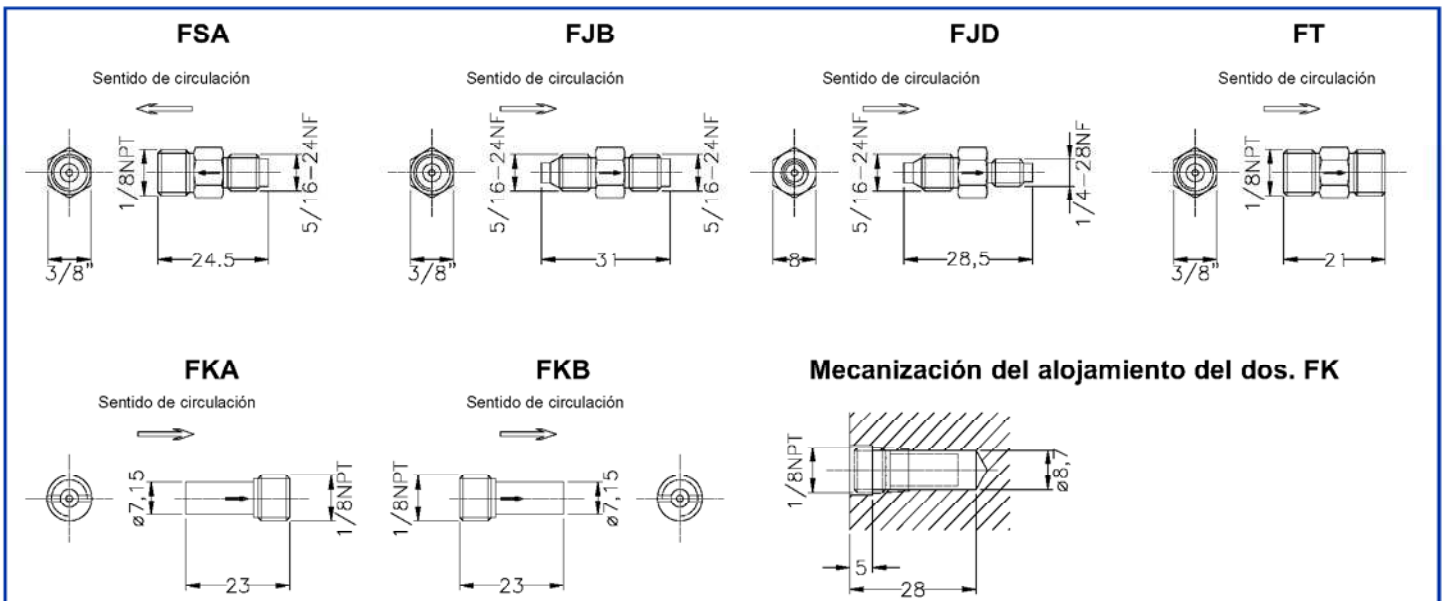 FSA
Sentido de circulación
1/8NPT
5/16-24NF
3/8"
24.5
FJB
Sentido de circulación
5/16-24NF
5/16-24NF
3/8"
31
FJD
Sentido de circulación
5/16-24NF
1/4-28NF
8
28,5
FT
Sentido de circulación
1/8NPT
3/8"
21
FKA
Sentido de circulación
ø7,15
1/8NPT
23
FKB
Sentido de circulación
1/8NPT
ø7,15
23
Mecanización del alojamiento del dos. FK
1/8NPT
ø8,7
5
28